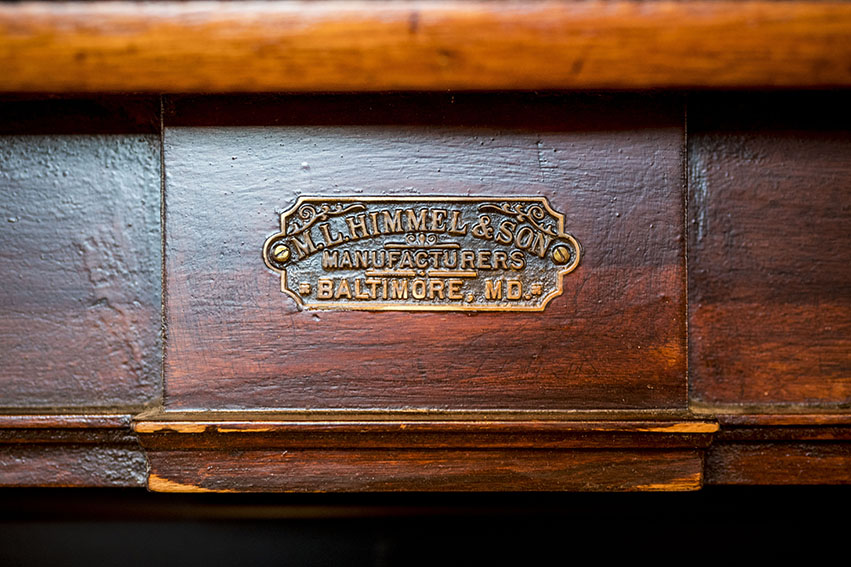 M.L. HIMMEL & SON
MANUFACTURERS
BALTIMORE, MD.